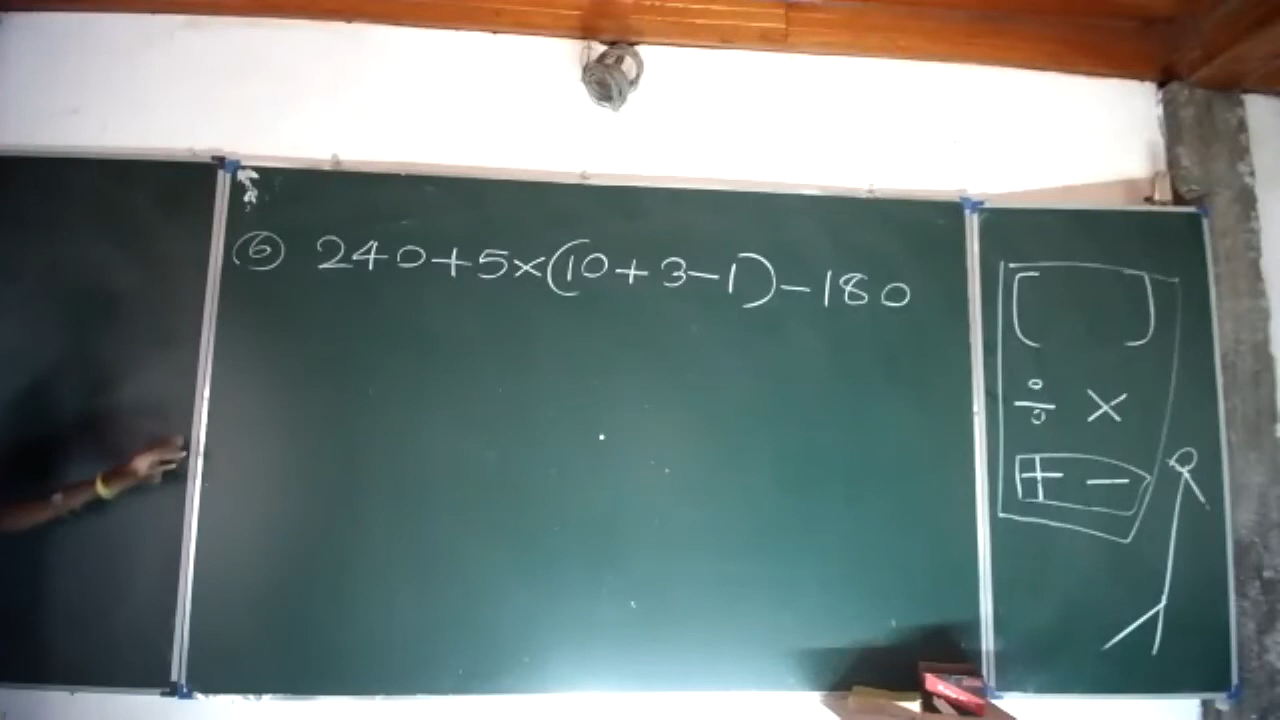 ⑥ 240+5×(10+3-1)-180
[ ]
÷ ×
+ -